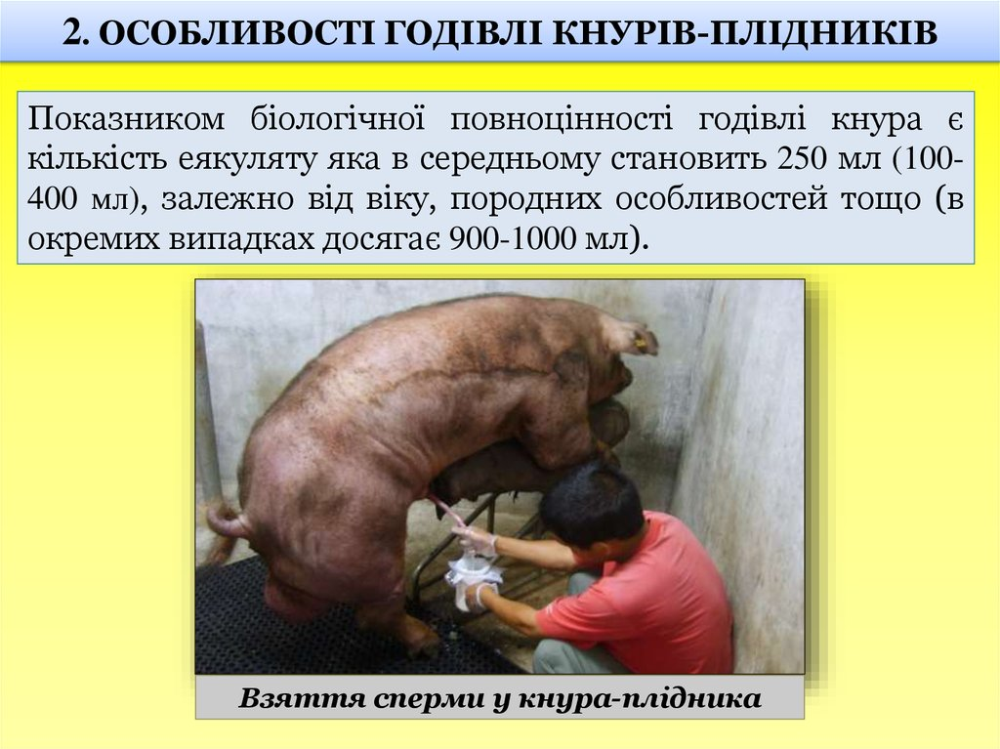 2. ОСОБЛИВОСТІ ГОДІВЛІ КНУРІВ-ПЛІДНИКІВ
Показником біологічної повноцінності годівлі кнура є
кількість еякуляту яка в середньому становить 250 мл (100-
400 мл), залежно від віку, породних особливостей тощо (в
окремих випадках досягає 900-1000 мл).
Взяття сперми у кнура-плідника